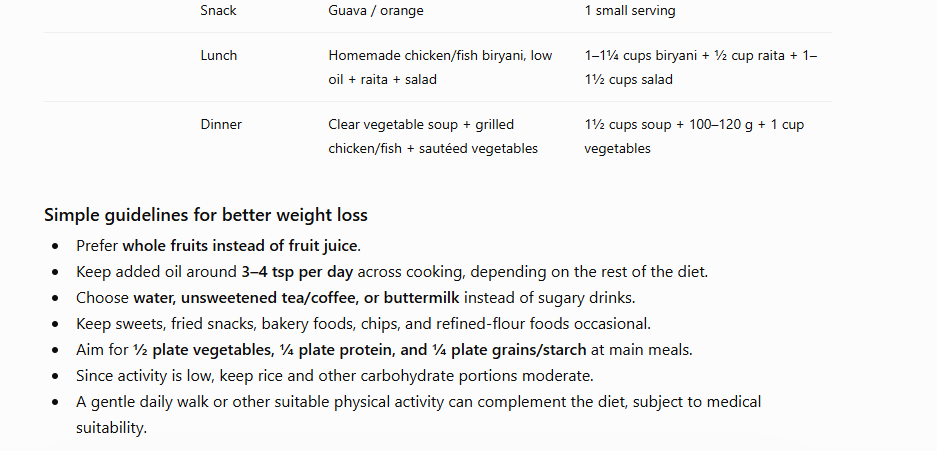 Snack Guava / orange 1 small serving
Lunch Homemade chicken/fish biryani, low 1–1¼ cups biryani + ½ cup raita + 1–
oil + raita + salad 1½ cups salad
Dinner Clear vegetable soup + grilled 1½ cups soup + 100–120 g + 1 cup
chicken/fish + sautéed vegetables vegetables
Simple guidelines for better weight loss
• Prefer whole fruits instead of fruit juice.
• Keep added oil around 3–4 tsp per day across cooking, depending on the rest of the diet.
• Choose water, unsweetened tea/coffee, or buttermilk instead of sugary drinks.
• Keep sweets, fried snacks, bakery foods, chips, and refined-flour foods occasional.
• Aim for ½ plate vegetables, ¼ plate protein, and ¼ plate grains/starch at main meals.
• Since activity is low, keep rice and other carbohydrate portions moderate.
• A gentle daily walk or other suitable physical activity can complement the diet, subject to medical
suitability.